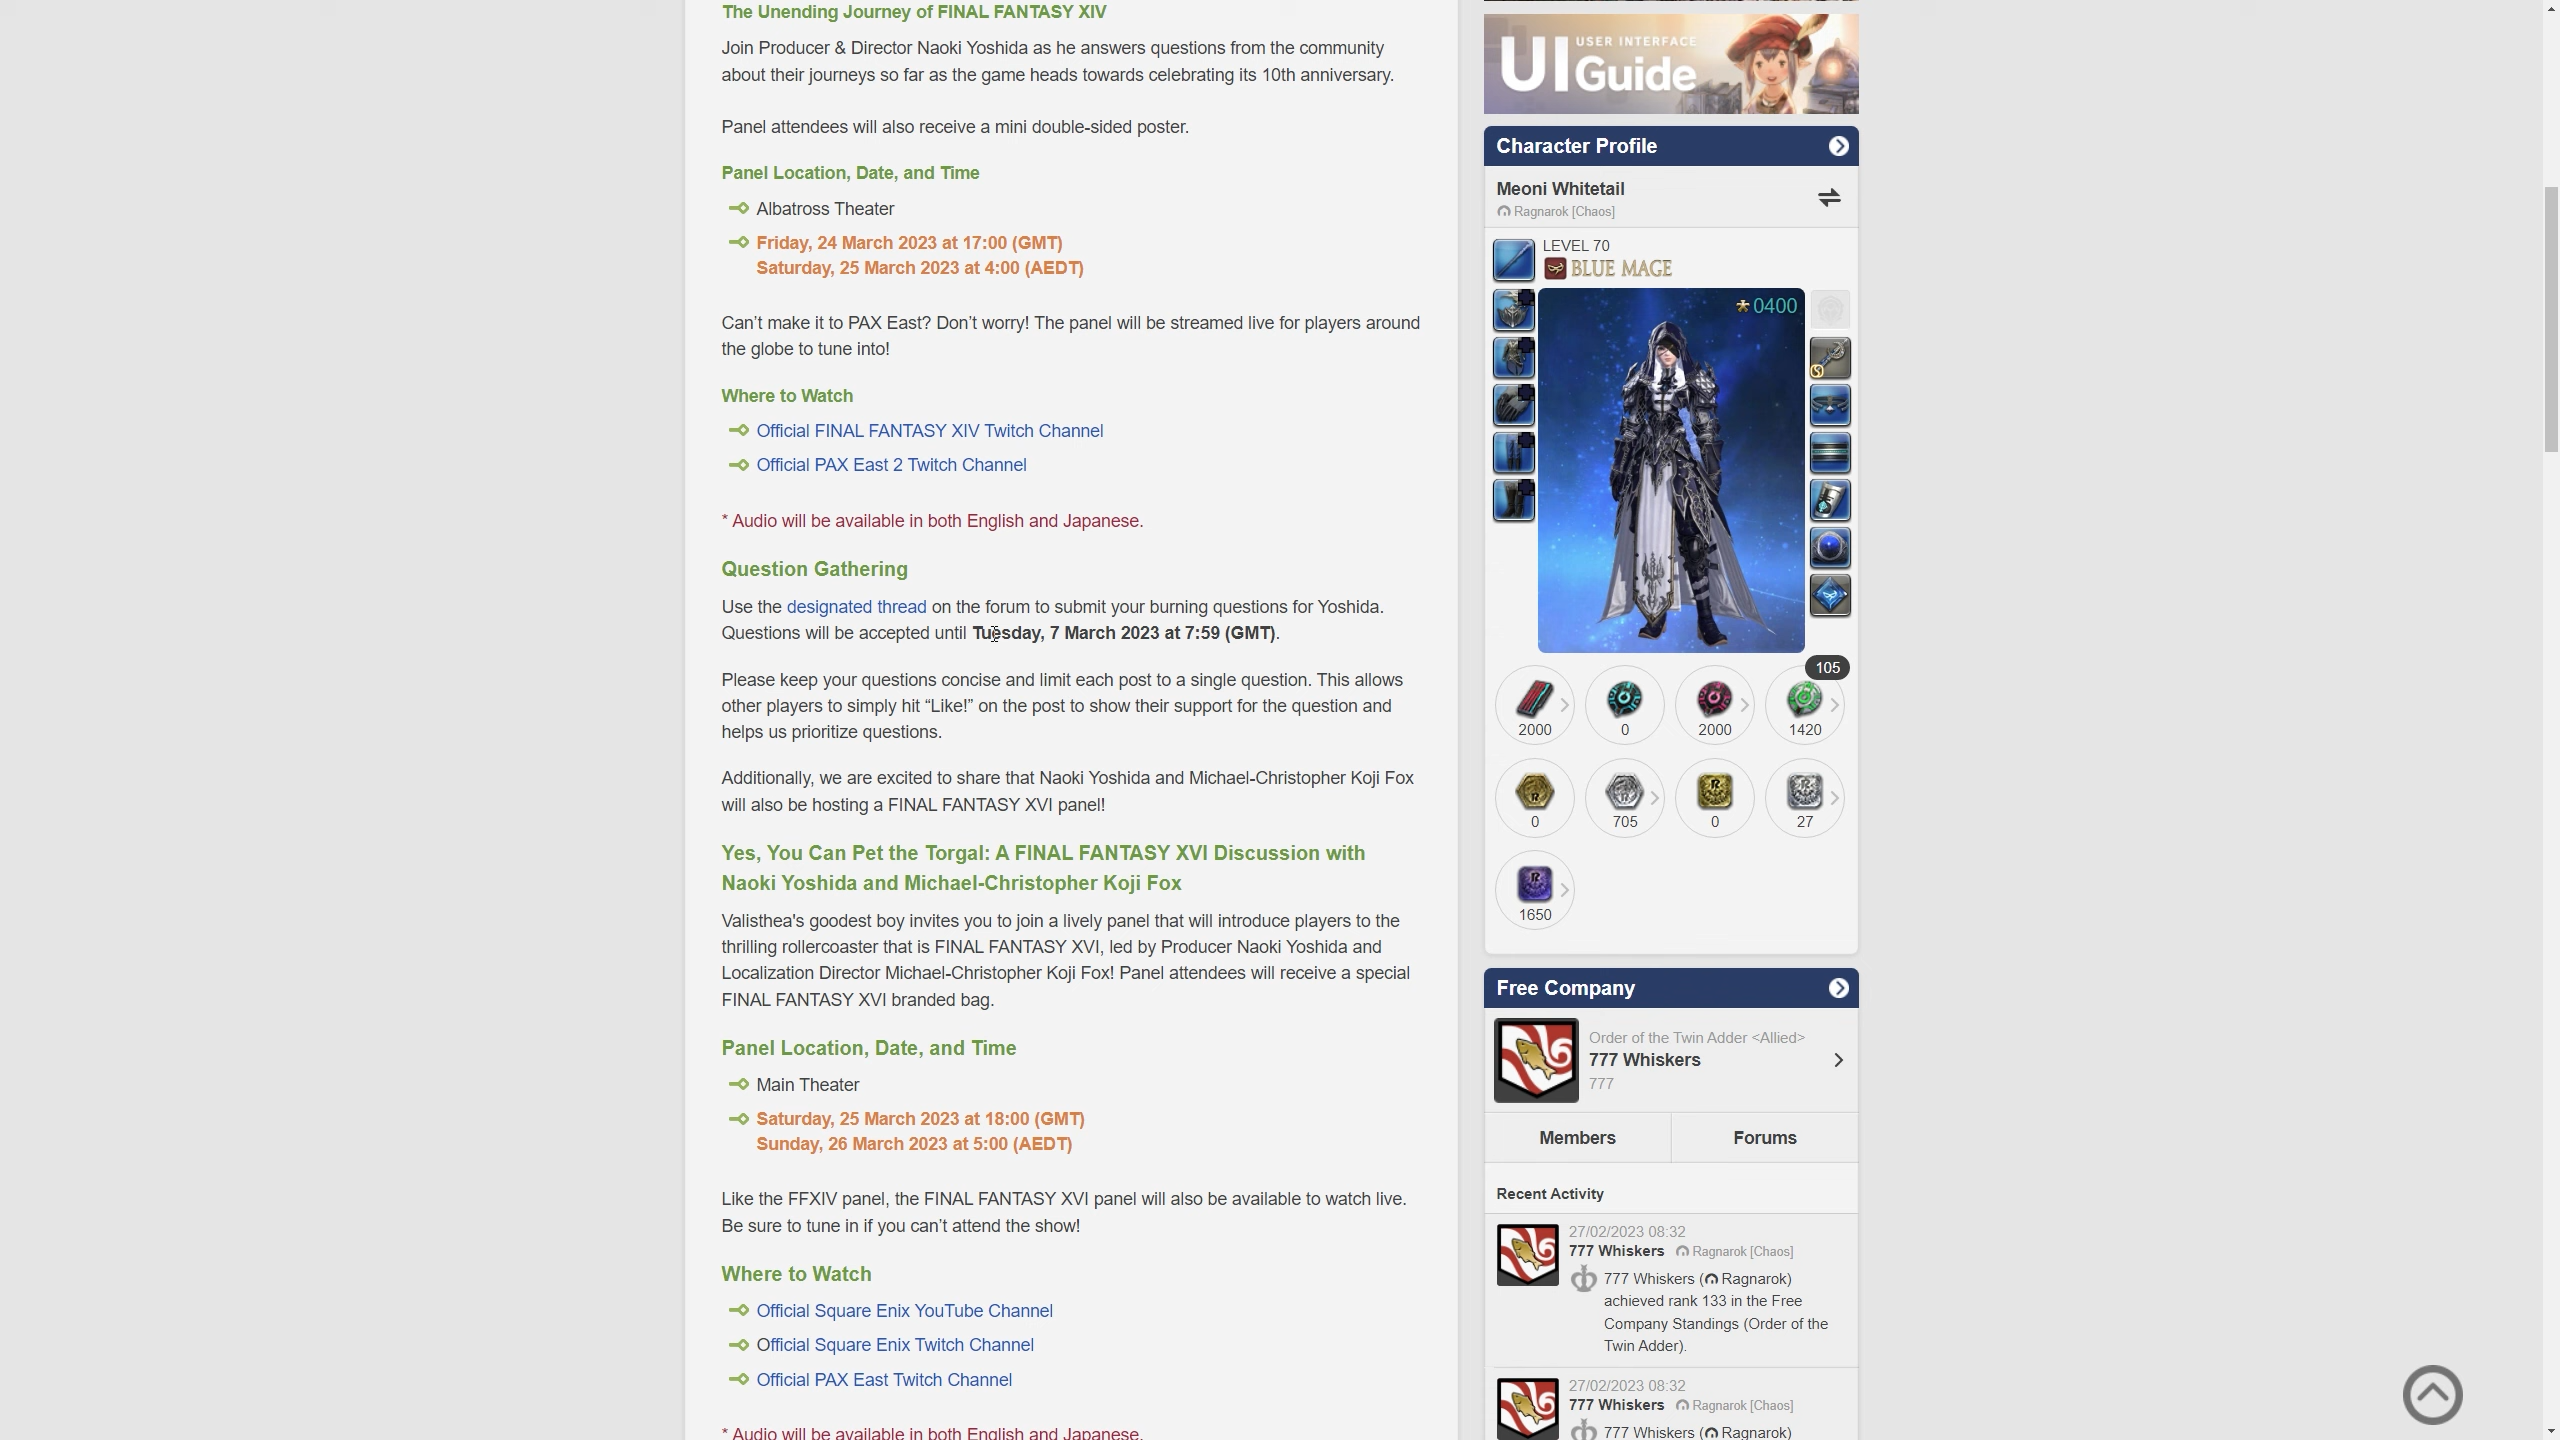 The Unending Journey of FINAL FANTASY XIV
Join Producer & Director Naoki Yoshida as he answers questions from the community
about their journeys so far as the game heads towards celebrating its 10th anniversary.
Panel attendees will also receive a mini double-sided poster.
Panel Location, Date, and Time
Albatross Theater
Friday, 24 March 2023 at 17:00 (GMT)
Saturday, 25 March 2023 at 4:00 (AEDT)
Can’t make it to PAX East? Don’t worry! The panel will be streamed live for players around
the globe to tune into!
Where to Watch
Official FINAL FANTASY XIV Twitch Channel
Official PAX East 2 Twitch Channel
* Audio will be available in both English and Japanese.
Question Gathering
Use the designated thread on the forum to submit your burning questions for Yoshida.
Questions will be accepted until Tuesday, 7 March 2023 at 7:59 (GMT).
Please keep your questions concise and limit each post to a single question. This allows
other players to simply hit “Like!” on the post to show their support for the question and
helps us prioritize questions.
Additionally, we are excited to share that Naoki Yoshida and Michael-Christopher Koji Fox
will also be hosting a FINAL FANTASY XVI panel!
Yes, You Can Pet the Torgal: A FINAL FANTASY XVI Discussion with
Naoki Yoshida and Michael-Christopher Koji Fox
Valisthea's goodest boy invites you to join a lively panel that will introduce players to the
thrilling rollercoaster that is FINAL FANTASY XVI, led by Producer Naoki Yoshida and
Localization Director Michael-Christopher Koji Fox! Panel attendees will receive a special
FINAL FANTASY XVI branded bag.
Panel Location, Date, and Time
Main Theater
Saturday, 25 March 2023 at 18:00 (GMT)
Sunday, 26 March 2023 at 5:00 (AEDT)
Like the FFXIV panel, the FINAL FANTASY XVI panel will also be available to watch live.
Be sure to tune in if you can’t attend the show!
Where to Watch
Official Square Enix YouTube Channel
Official Square Enix Twitch Channel
Official PAX East Twitch Channel
* Audio will be available in both English and Japanese.
UI USER INTERFACE
Guide
Character Profile
Meoni Whitetail
Ragnarok [Chaos]
LEVEL 70
BLUE MAGE
0400
105
2000 0 2000 1420
0 705 0 27
1650
Free Company
Order of the Twin Adder <Allied>
777 Whiskers
777
Members Forums
Recent Activity
27/02/2023 08:32
777 Whiskers Ragnarok [Chaos]
777 Whiskers (Ragnarok)
achieved rank 133 in the Free
Company Standings (Order of the
Twin Adder).
27/02/2023 08:32
777 Whiskers Ragnarok [Chaos]
777 Whiskers (Ragnarok)